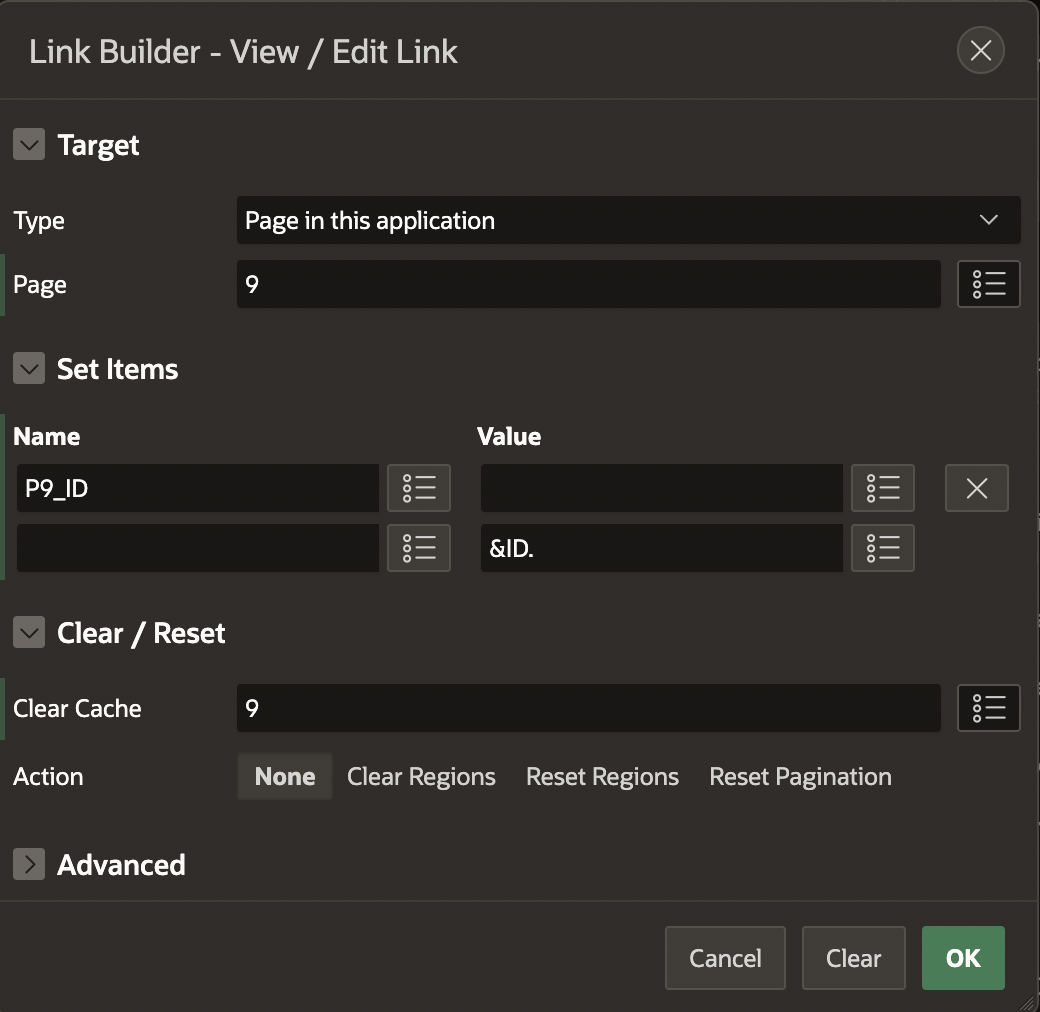 Link Builder - View / Edit Link
Target
Type Page in this application
Page 9
Set Items
Name Value
P9_ID
&ID.
Clear / Reset
Clear Cache 9
Action None Clear Regions Reset Regions Reset Pagination
Advanced
Cancel Clear OK